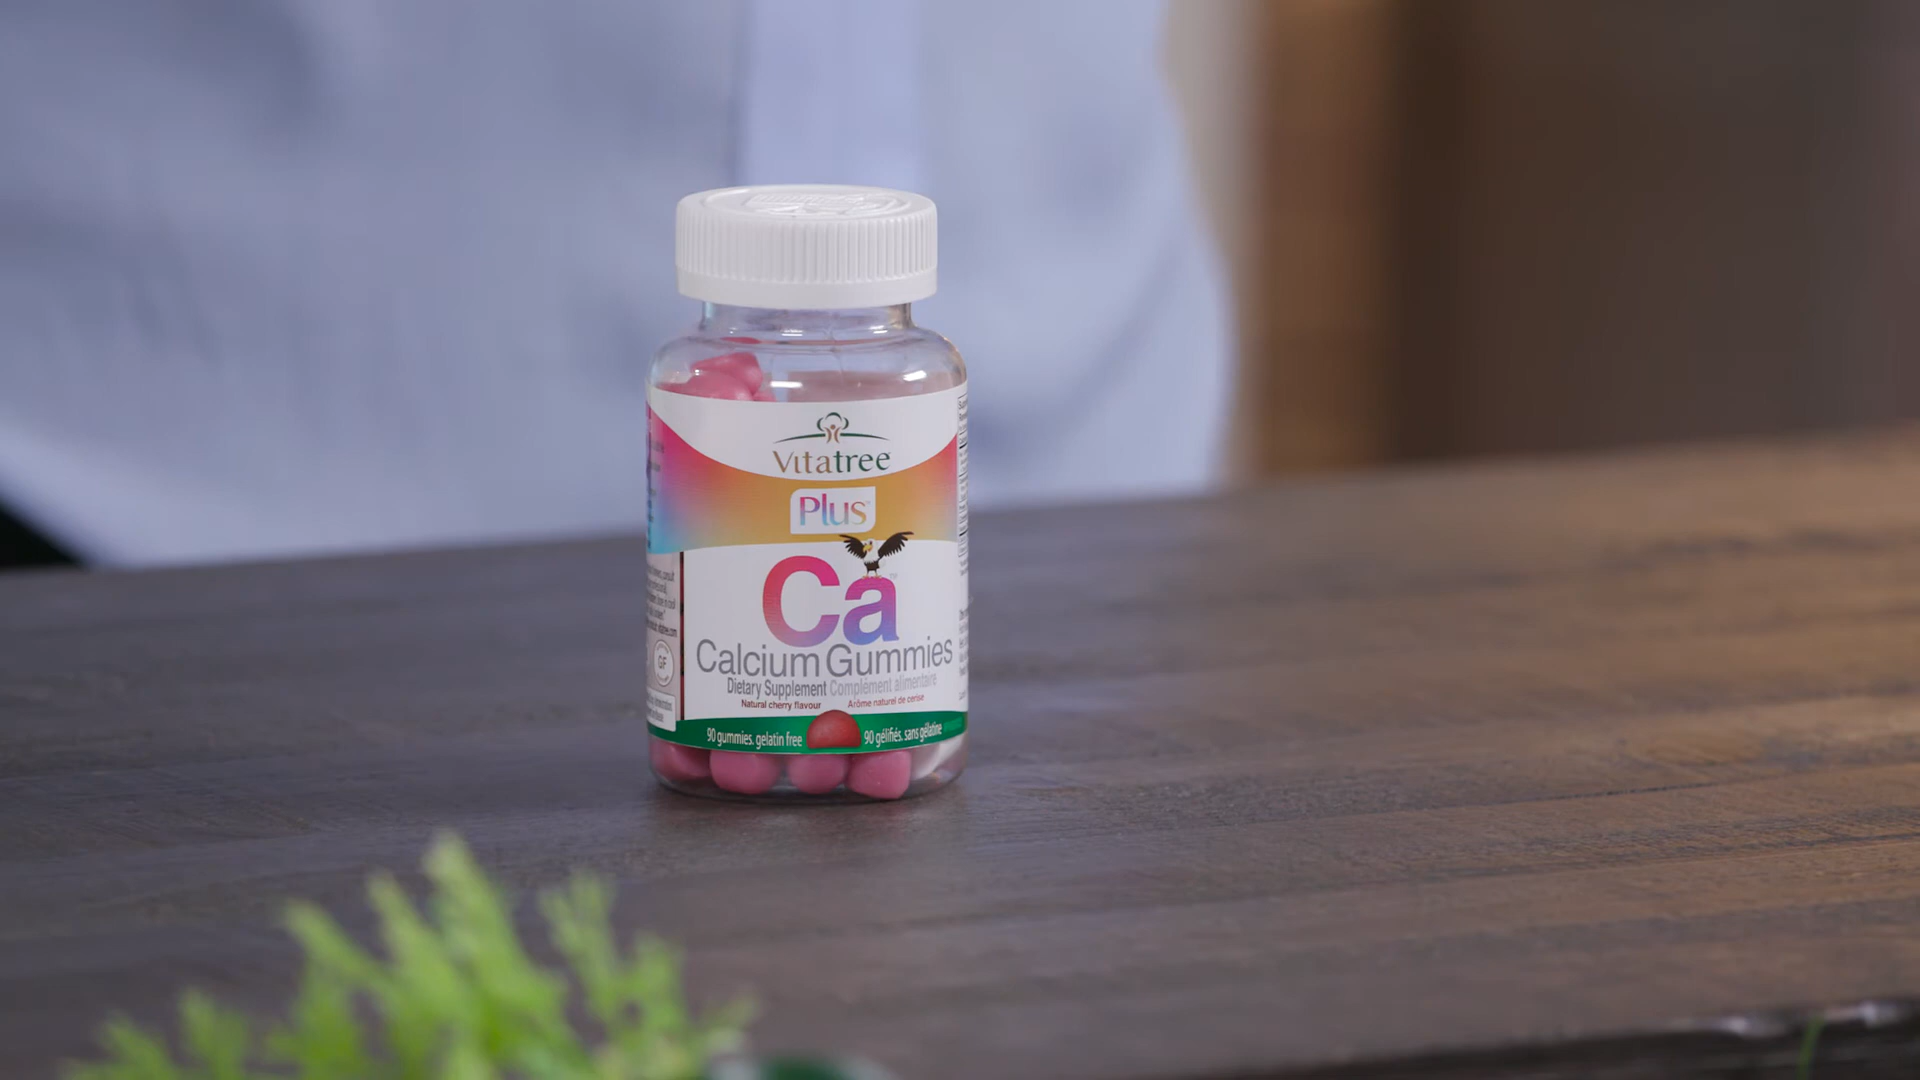 Vitatree
Plus
Ca
Calcium Gummies
Dietary Supplement Complément alimentaire
Natural cherry flavour Arôme naturel de cerise
90 gummies. gelatin free 90 gélifiés. sans gélatine
GF